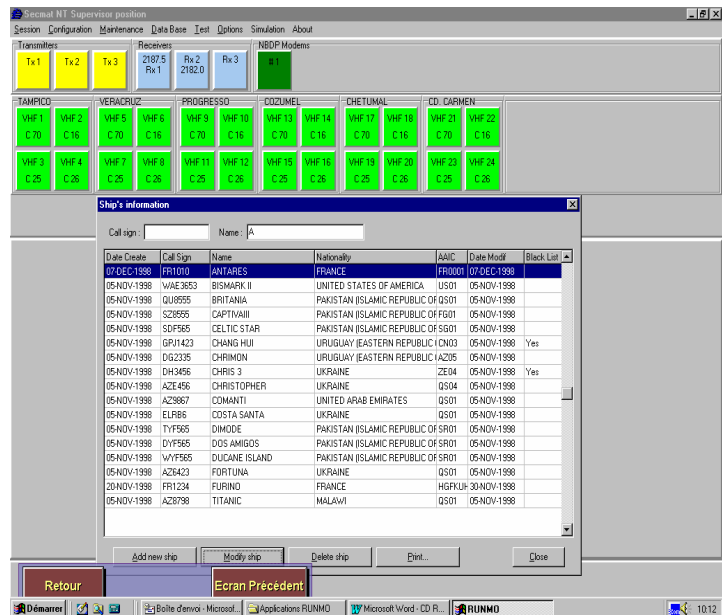 Secmat NT Supervisor position
Session Configuration Maintenance Data Base Test Options Simulation About
Transmitters Receivers NBDP Modems
Tx 1 Tx 2 Tx 3 2187.5 Rx 1 Rx 2 2182.0 Rx 3 # 1
TAMPICO VERACRUZ PROGRESSO COZUMEL CHETUMAL CD. CARMEN
VHF 1 VHF 2 VHF 5 VHF 6 VHF 9 VHF 10 VHF 13 VHF 14 VHF 17 VHF 18 VHF 21 VHF 22
C 70 C 16 C 70 C 16 C 70 C 16 C 70 C 16 C 70 C 16 C 70 C 16
VHF 3 VHF 4 VHF 7 VHF 8 VHF 11 VHF 12 VHF 15 VHF 16 VHF 19 VHF 20 VHF 23 VHF 24
C 25 C 26 C 25 C 26 C 25 C 26 C 25 C 26 C 25 C 26 C 25 C 26
Ship's information
Call sign : Name : A
Date Create Call Sign Name Nationality AAIC Date Modif Black List
07-DEC-1998 FR1010 ANTARES FRANCE FR0001 07-DEC-1998
05-NOV-1998 WAE3653 BISMARK II UNITED STATES OF AMERICA US01 05-NOV-1998
05-NOV-1998 QU8555 BRITANIA PAKISTAN (ISLAMIC REPUBLIC OF QS01 05-NOV-1998
05-NOV-1998 SZ8555 CAPTIVAIII PAKISTAN (ISLAMIC REPUBLIC OF FG01 05-NOV-1998
05-NOV-1998 SDF565 CELTIC STAR PAKISTAN (ISLAMIC REPUBLIC OF SG01 05-NOV-1998
05-NOV-1998 GPJ1423 CHANG HUI URUGUAY (EASTERN REPUBLIC CN03 05-NOV-1998 Yes
05-NOV-1998 DG2335 CHRIMON URUGUAY (EASTERN REPUBLIC AZ05 05-NOV-1998
05-NOV-1998 DH3456 CHRIS 3 UKRAINE ZE04 05-NOV-1998 Yes
05-NOV-1998 AZE456 CHRISTOPHER UKRAINE QS04 05-NOV-1998
05-NOV-1998 AZ9867 COMANTI UNITED ARAB EMIRATES QS01 05-NOV-1998
05-NOV-1998 ELRB6 COSTA SANTA UKRAINE QS01 05-NOV-1998
05-NOV-1998 TYF565 DIMODE PAKISTAN (ISLAMIC REPUBLIC OF SR01 05-NOV-1998
05-NOV-1998 DYF565 DOS AMIGOS PAKISTAN (ISLAMIC REPUBLIC OF SR01 05-NOV-1998
05-NOV-1998 WYF565 DUCANE ISLAND PAKISTAN (ISLAMIC REPUBLIC OF SR01 05-NOV-1998
05-NOV-1998 AZ6423 FORTUNA UKRAINE QS01 05-NOV-1998
20-NOV-1998 FR1234 FURINO FRANCE HGFKUH 30-NOV-1998
05-NOV-1998 AZ8798 TITANIC MALAWI QS01 05-NOV-1998
Add new ship Modify ship Delete ship Print... Close
Retour Ecran Précédent
Démarrer Boîte d'envoi - Microsof... Applications RUNMO Microsoft Word - CD R... RUNMO 10:12